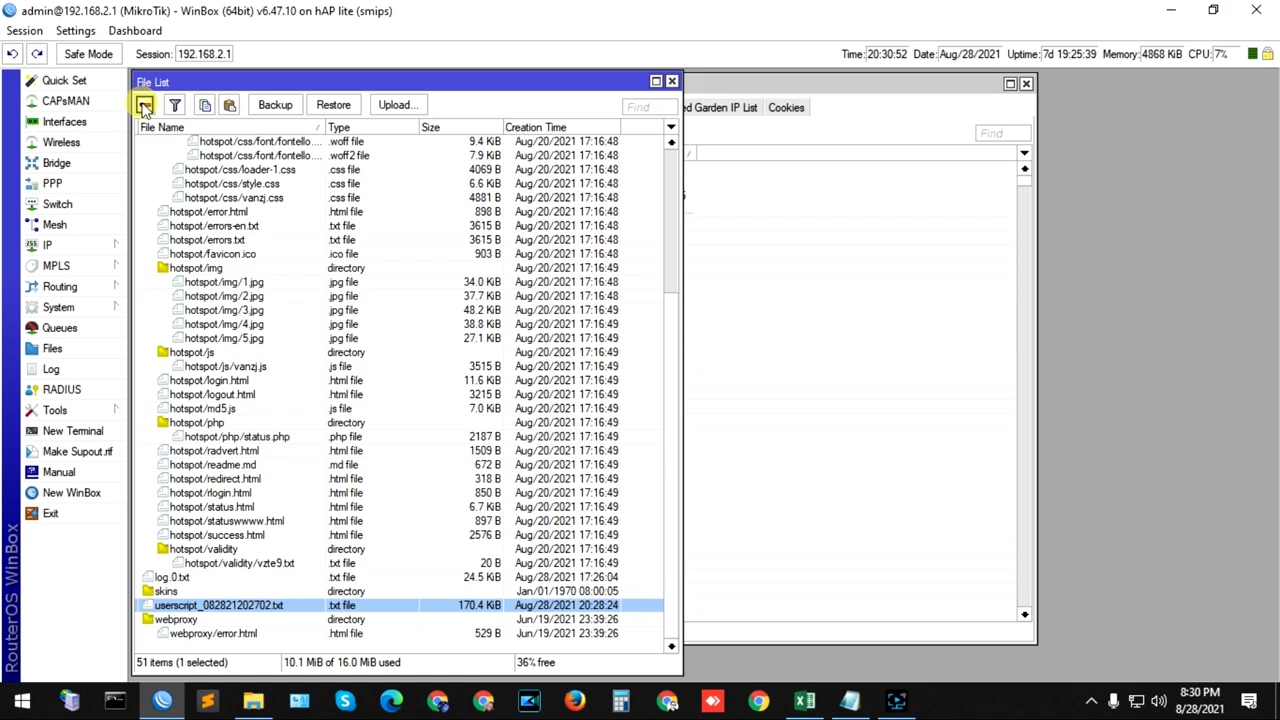 admin@192.168.2.1 (MikroTik) - WinBox (64bit) v6.47.10 on hAP lite (smips)
Session Settings Dashboard
Safe Mode Session: 192.168.2.1 Time: 20:30:52 Date: Aug/28/2021 Uptime: 7d 19:25:39 Memory: 4868 KiB CPU: 7%
Quick Set
CAPsMAN
Interfaces
Wireless
Bridge
PPP
Switch
Mesh
IP
MPLS
Routing
System
Queues
Files
Log
RADIUS
Tools
New Terminal
Make Supout.rif
Manual
New WinBox
Exit
RouterOS WinBox
File List
Backup Restore Upload... Find
File Name / Type Size Creation Time
hotspot/css/font/fontello.... .woff file 9.4 KiB Aug/20/2021 17:16:48
hotspot/css/font/fontello.... .woff2 file 7.9 KiB Aug/20/2021 17:16:48
hotspot/css/loader-1.css .css file 4069 B Aug/20/2021 17:16:48
hotspot/css/style.css .css file 6.6 KiB Aug/20/2021 17:16:48
hotspot/css/vanzj.css .css file 4881 B Aug/20/2021 17:16:48
hotspot/error.html .html file 898 B Aug/20/2021 17:16:48
hotspot/errors-en.txt .txt file 3615 B Aug/20/2021 17:16:48
hotspot/errors.txt .txt file 3615 B Aug/20/2021 17:16:48
hotspot/favicon.ico .ico file 903 B Aug/20/2021 17:16:48
hotspot/img directory Aug/20/2021 17:16:49
hotspot/img/1.jpg .jpg file 34.0 KiB Aug/20/2021 17:16:48
hotspot/img/2.jpg .jpg file 37.7 KiB Aug/20/2021 17:16:48
hotspot/img/3.jpg .jpg file 48.2 KiB Aug/20/2021 17:16:49
hotspot/img/4.jpg .jpg file 38.8 KiB Aug/20/2021 17:16:49
hotspot/img/5.jpg .jpg file 27.1 KiB Aug/20/2021 17:16:49
hotspot/js directory Aug/20/2021 17:16:49
hotspot/js/vanzj.js .js file 3515 B Aug/20/2021 17:16:49
hotspot/login.html .html file 11.6 KiB Aug/20/2021 17:16:49
hotspot/logout.html .html file 3215 B Aug/20/2021 17:16:49
hotspot/md5.js .js file 7.0 KiB Aug/20/2021 17:16:49
hotspot/php directory Aug/20/2021 17:16:49
hotspot/php/status.php .php file 2187 B Aug/20/2021 17:16:49
hotspot/radvert.html .html file 1509 B Aug/20/2021 17:16:49
hotspot/readme.md .md file 672 B Aug/20/2021 17:16:49
hotspot/redirect.html .html file 318 B Aug/20/2021 17:16:49
hotspot/rlogin.html .html file 850 B Aug/20/2021 17:16:49
hotspot/status.html .html file 6.7 KiB Aug/20/2021 17:16:49
hotspot/statuswwww.html .html file 897 B Aug/20/2021 17:16:49
hotspot/success.html .html file 2576 B Aug/20/2021 17:16:49
hotspot/validity directory Aug/20/2021 17:16:49
hotspot/validity/vzte9.txt .txt file 20 B Aug/20/2021 17:16:49
log.0.txt .txt file 24.5 KiB Aug/28/2021 17:26:04
skins directory Jan/01/1970 08:00:05
userscript_082821202702.txt .txt file 170.4 KiB Aug/28/2021 20:28:24
webproxy directory Jun/19/2021 23:39:26
webproxy/error.html .html file 529 B Jun/19/2021 23:39:26
51 items (1 selected) 10.1 MiB of 16.0 MiB used 36% free
ed Garden IP List Cookies
Find
8:30 PM
8/28/2021